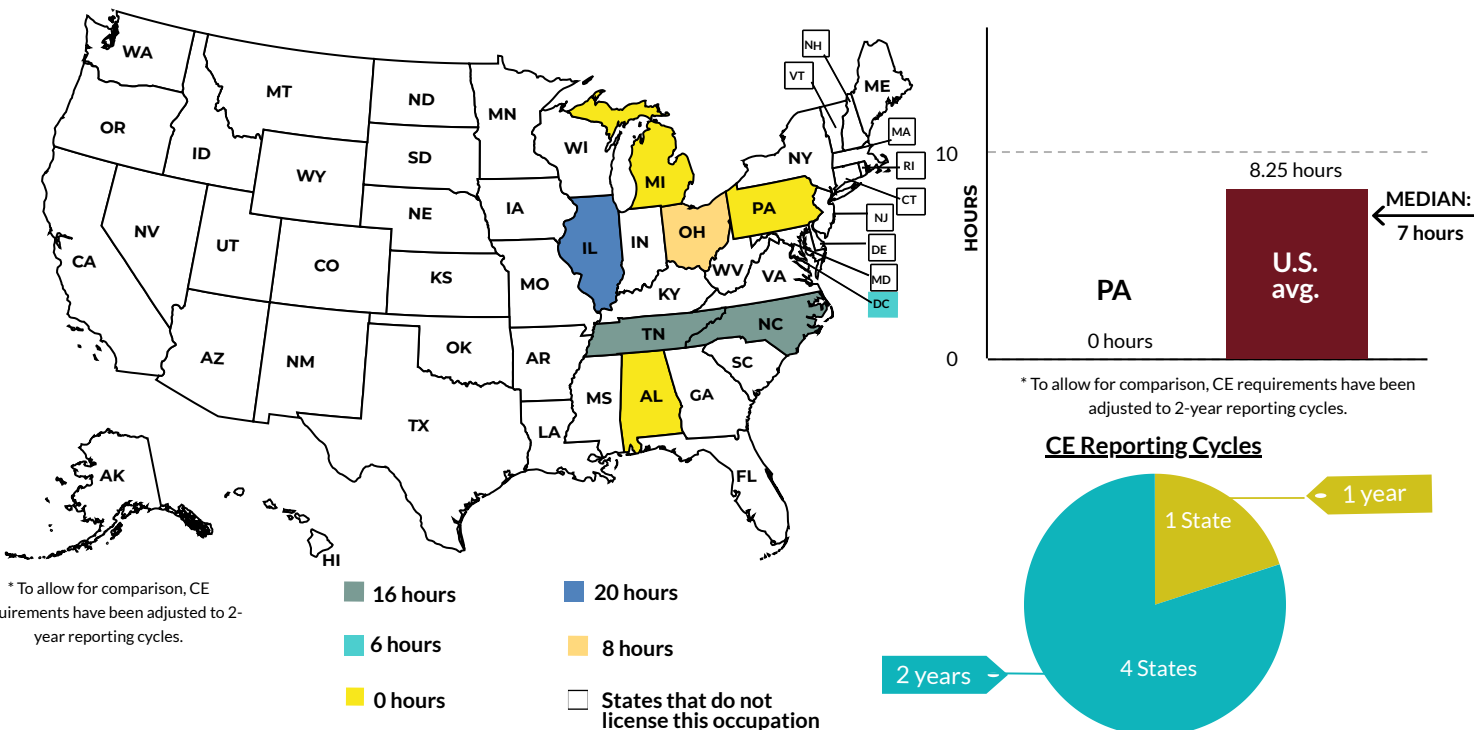 WA
OR
CA
NV
ID
MT
WY
UT
CO
AZ
NM
ND
SD
NE
KS
OK
TX
MN
IA
MO
AR
LA
WI
IL
MI
IN
OH
KY
TN
MS
AL
GA
FL
SC
NC
VA
WV
PA
NY
ME
NH
VT
MA
RI
CT
NJ
DE
MD
DC
AK
HI
* To allow for comparison, CE
uirements have been adjusted to 2-
year reporting cycles.
16 hours
20 hours
6 hours
8 hours
0 hours
States that do not
license this occupation
HOURS
10
0
PA
0 hours
8.25 hours
U.S.
avg.
MEDIAN:
7 hours
* To allow for comparison, CE requirements have been
adjusted to 2-year reporting cycles.
CE Reporting Cycles
1 State
1 year
4 States
2 years